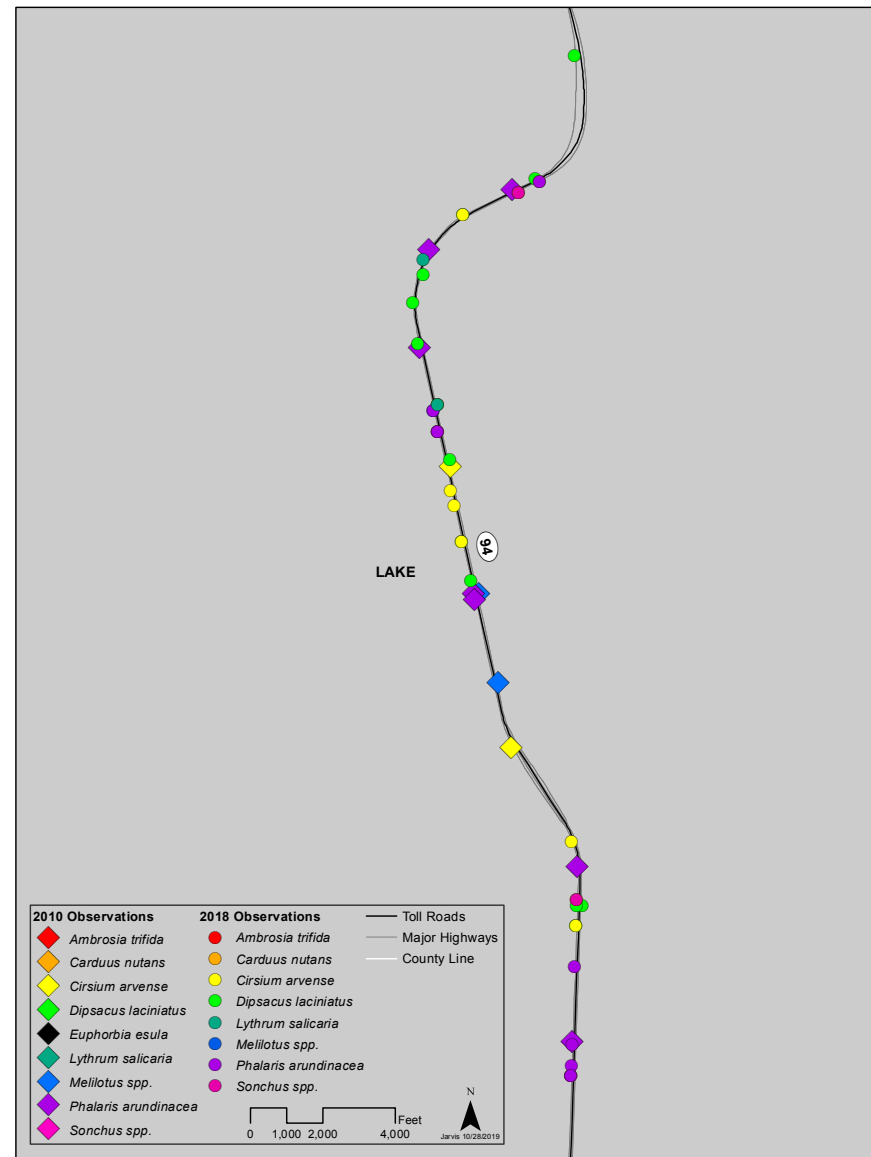 94
LAKE
2010 Observations
Ambrosia trifida
Carduus nutans
Cirsium arvense
Dipsacus laciniatus
Euphorbia esula
Lythrum salicaria
Melilotus spp.
Phalaris arundinacea
Sonchus spp.
2018 Observations
Ambrosia trifida
Carduus nutans
Cirsium arvense
Dipsacus laciniatus
Lythrum salicaria
Melilotus spp.
Phalaris arundinacea
Sonchus spp.
Toll Roads
Major Highways
County Line
Feet
0 1,000 2,000 4,000
N
Jarvis 10/28/2019